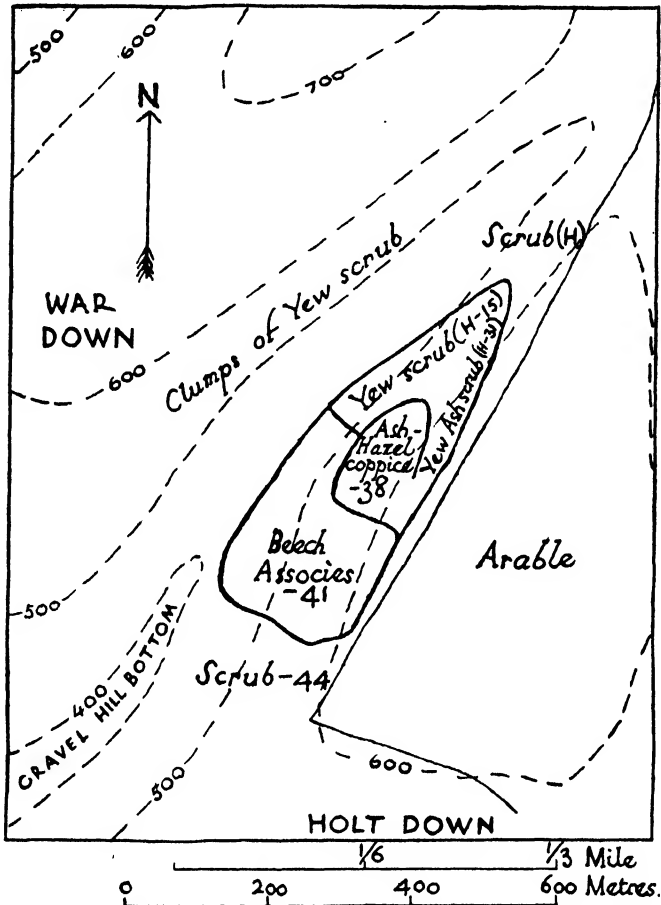 500
600
700
N
Scrub(H)
WAR
DOWN
Clumps of Yew scrub
600
Yew scrub(H-15)
Yew Ash scrub(H-31)
Ash-
Hazel
coppice
-38
Beech
Associes
-41
Arable
500
400
GRAVEL HILL BOTTOM
Scrub-44
500
600
HOLT DOWN
1/6 1/3 Mile
0 200 400 600 Metres.